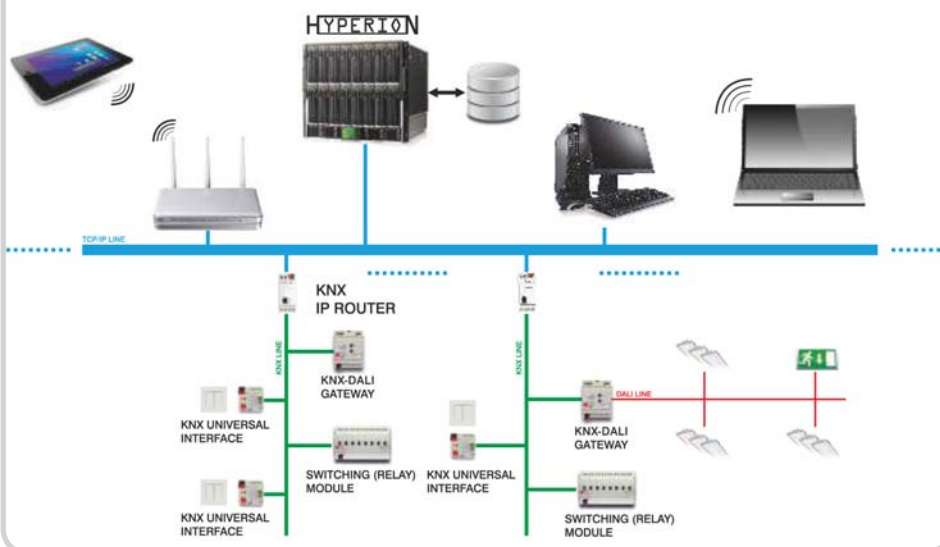 HYPERION
TCP/IP LINE
KNX
IP ROUTER
KNX LINE
KNX LINE
KNX-DALI
GATEWAY
DALI LINE
KNX UNIVERSAL
INTERFACE
KNX-DALI
GATEWAY
SWITCHING (RELAY)
MODULE
KNX UNIVERSAL
INTERFACE
KNX UNIVERSAL
INTERFACE
SWITCHING (RELAY)
MODULE